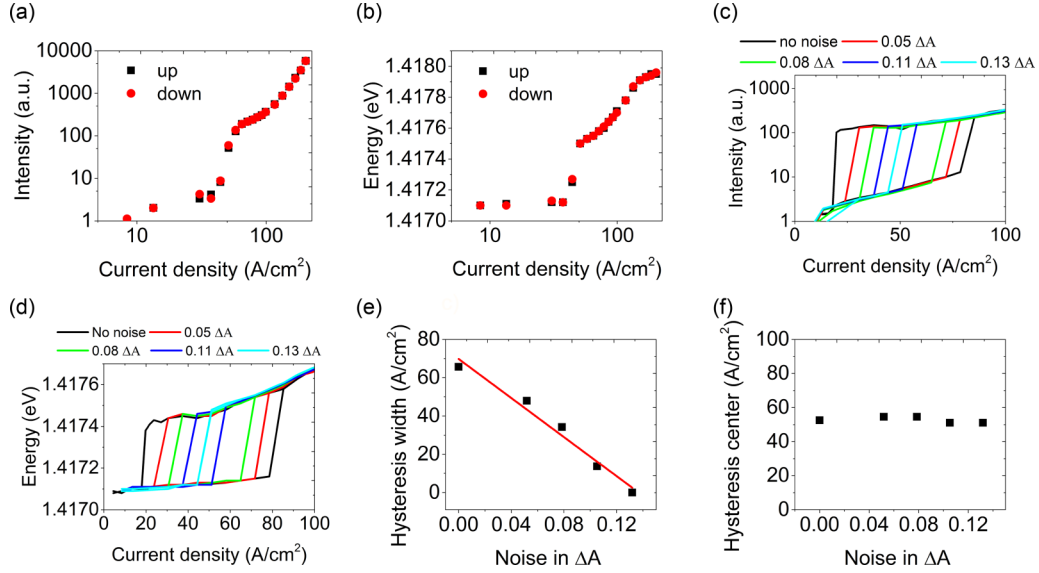 (a)
Intensity (a.u.)
10000
1000
100
10
1
up
down
10
100
Current density (A/cm²)
(b)
Energy (eV)
1.4180
1.4178
1.4176
1.4174
1.4172
1.4170
up
down
10
100
Current density (A/cm²)
(c)
no noise
0.05 ΔA
0.08 ΔA
0.11 ΔA
0.13 ΔA
Intensity (a.u.)
100
10
1
0
50
100
Current density (A/cm²)
(d)
No noise
0.05 ΔA
0.08 ΔA
0.11 ΔA
0.13 ΔA
Energy (eV)
1.4176
1.4174
1.4172
1.4170
0
20
40
60
80
100
Current density (A/cm²)
(e)
Hysteresis width (A/cm²)
80
60
40
20
0
0.00
0.04
0.08
0.12
Noise in ΔA
(f)
Hysteresis center (A/cm²)
100
80
60
40
20
0
0.00
0.04
0.08
0.12
Noise in ΔA